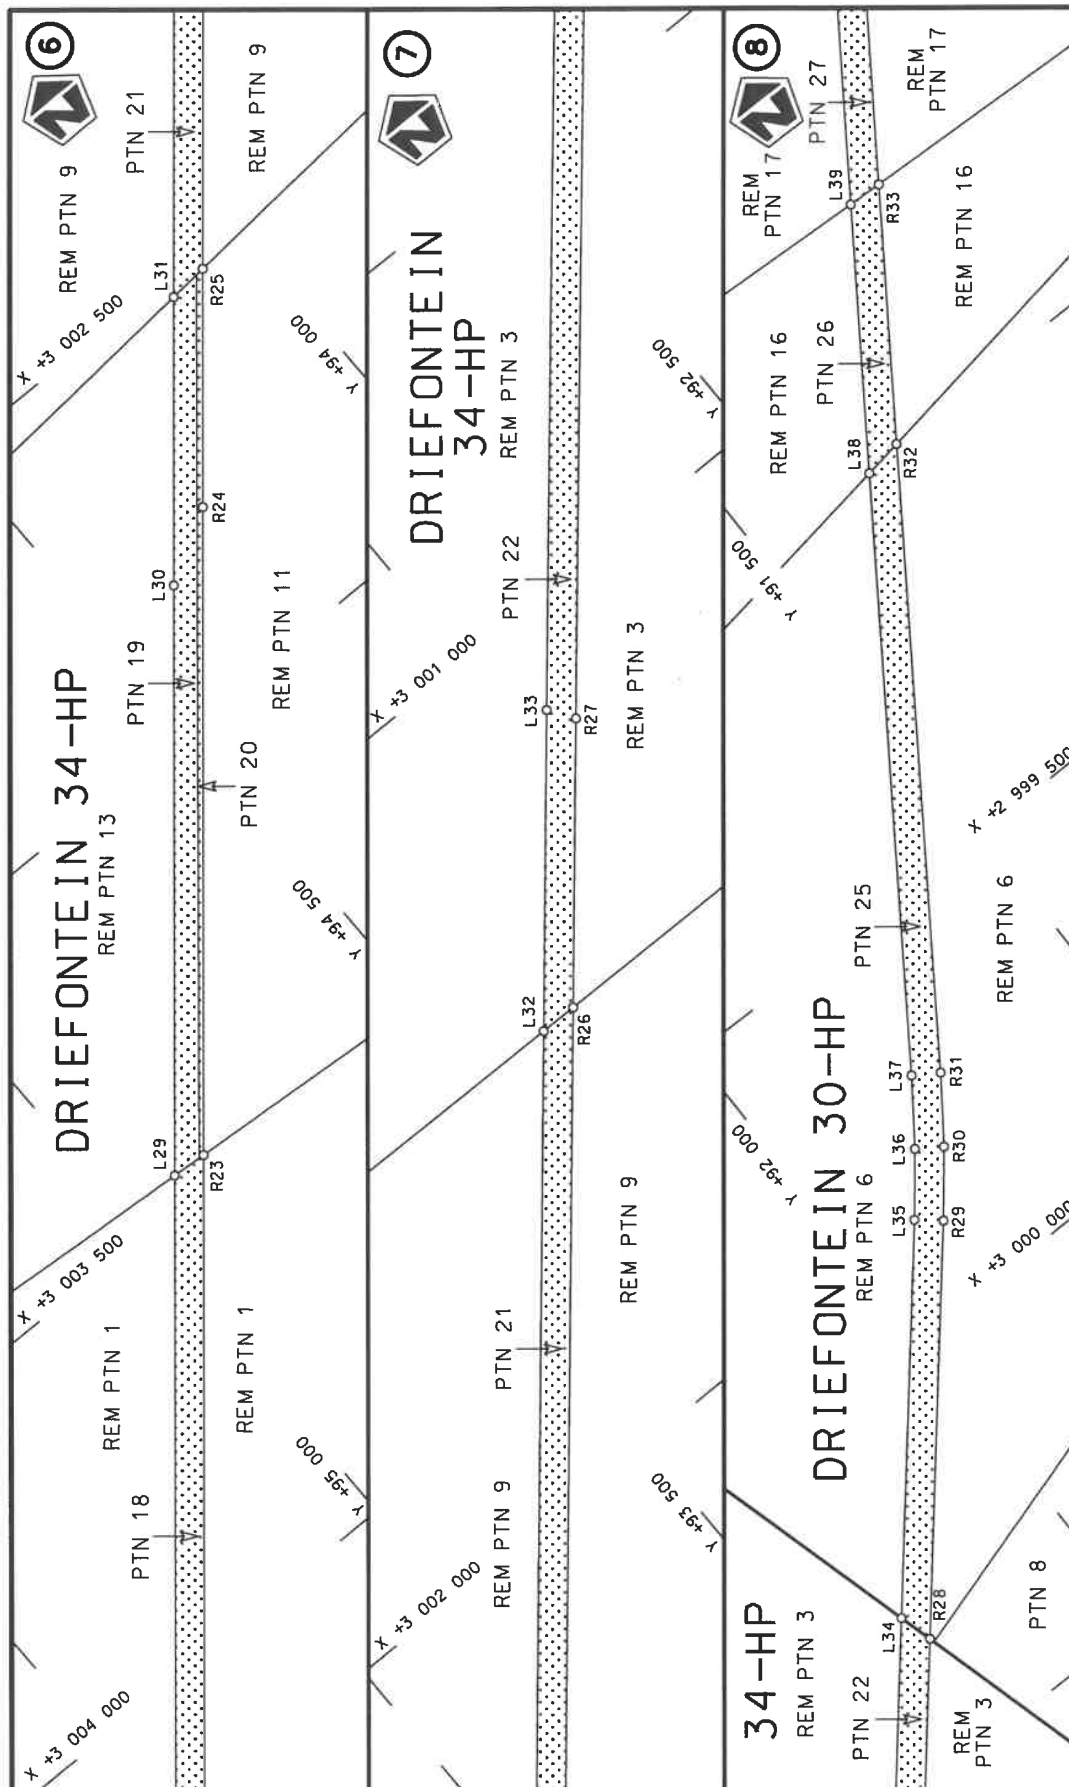 6
REM PTN 9
PTN 21
REM PTN 9
X +3 002 500
L31
R25
Y +94 000
L30
R24
PTN 19
REM PTN 11
DRIEFONTEIN 34-HP
REM PTN 13
PTN 20
Y +94 500
L29
R23
X +3 003 500
REM PTN 1
REM PTN 1
Y +95 000
PTN 18
X +3 004 000
7
DRIEFONTEIN
34-HP
REM PTN 3
PTN 22
X +3 001 000
L33
R27
REM PTN 3
L32
R26
REM PTN 9
PTN 21
REM PTN 9
X +3 002 000
Y +92 500
Y +93 500
8
PTN 27
REM
PTN 17
REM
PTN 17
L39
R33
REM PTN 16
REM PTN 16
PTN 26
L38
R32
Y +91 500
X +2 999 500
PTN 25
REM PTN 6
L37
R31
DRIEFONTEIN 30-HP
REM PTN 6
L36
R30
Y +92 000
L35
R29
X +3 000 000
34-HP
REM PTN 3
L34
R28
PTN 22
REM
PTN 3
PTN 8